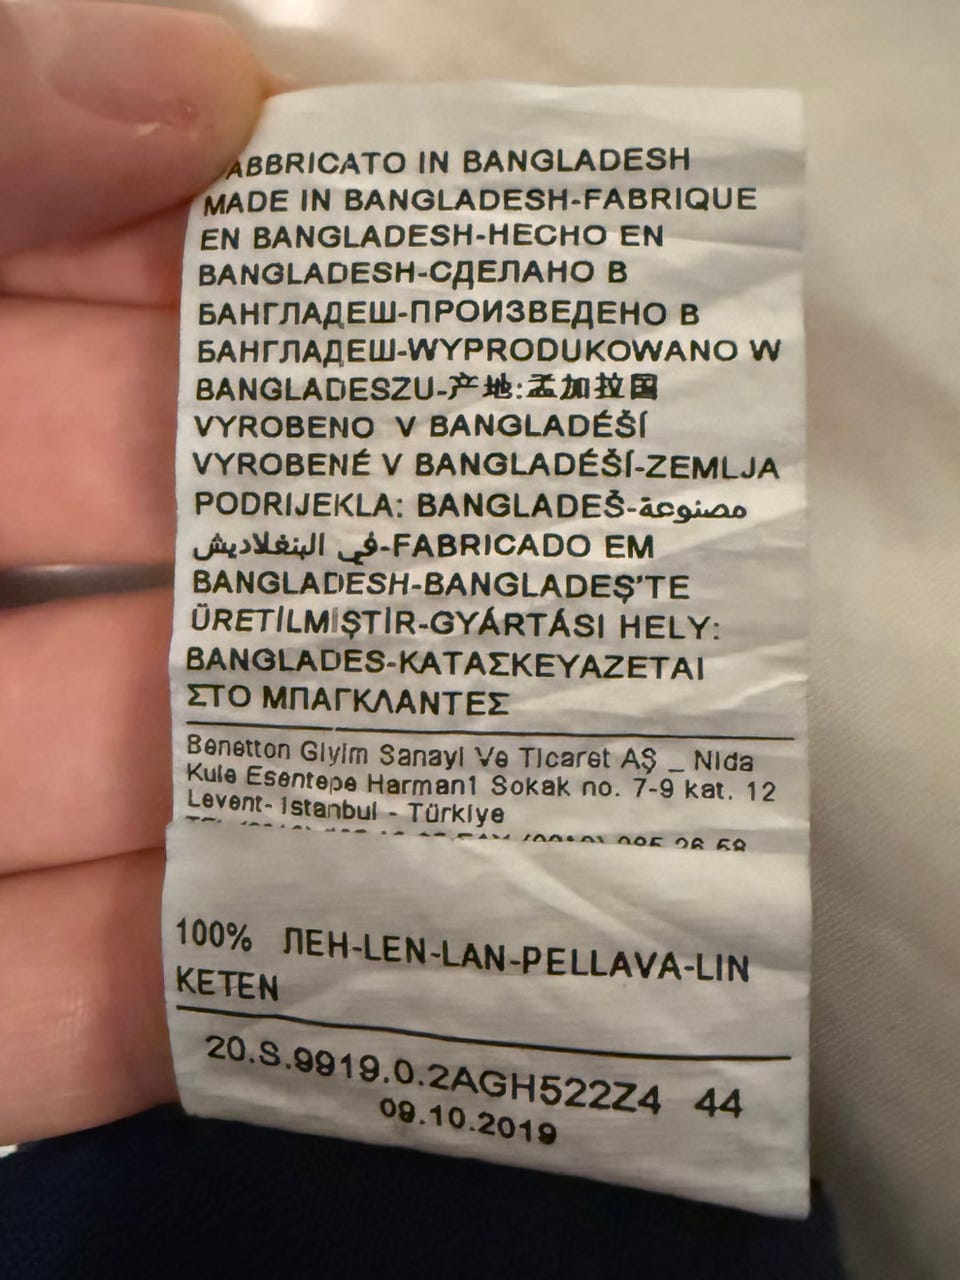 FABBRICATO IN BANGLADESH
MADE IN BANGLADESH-FABRIQUE
EN BANGLADESH-HECHO EN
BANGLADESH-СДЕЛАНО В
БАНГЛАДЕШ-ПРОИЗВЕДЕНО В
БАНГЛАДЕШ-WYPRODUKOWANO W
BANGLADESZU-产地:孟加拉国
VYROBENO V BANGLADÉŠÍ
VYROBENÉ V BANGLADÉŠÍ-ZEMLJA
PODRIJEKLA: BANGLADEŠ-مصنوعة
في البنغلاديش-FABRICADO EM
BANGLADESH-BANGLADEŞ'TE
ÜRETİLMİŞTİR-GYÁRTÁSI HELY:
BANGLADES-ΚΑΤΑΣΚΕΥΑΖΕΤΑΙ
ΣΤΟ ΜΠΑΓΚΛΑΝΤΕΣ
Benetton Giyim Sanayi Ve Ticaret AŞ _ Nida
Kule Esentepe Harman1 Sokak no. 7-9 kat. 12
Levent- Istanbul - Türkiye
100% ЛЕН-LEN-LAN-PELLAVA-LIN
KETEN
20.S.9919.0.2AGH522Z4 44
09.10.2019